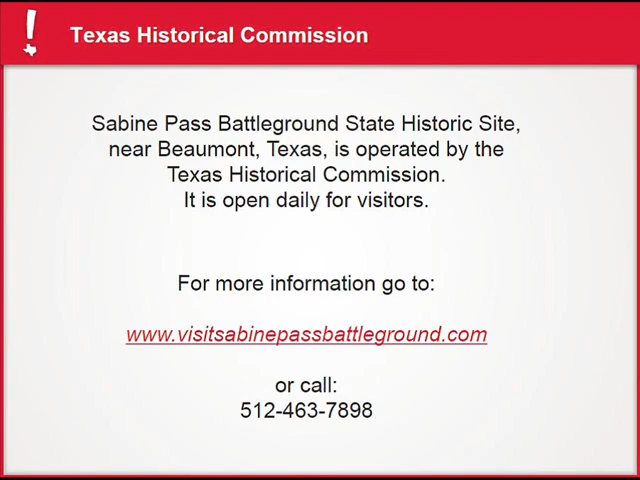 Texas Historical Commission
Sabine Pass Battleground State Historic Site,
near Beaumont, Texas, is operated by the
Texas Historical Commission.
It is open daily for visitors.
For more information go to:
www.visitsabinepassbattleground.com
or call:
512-463-7898